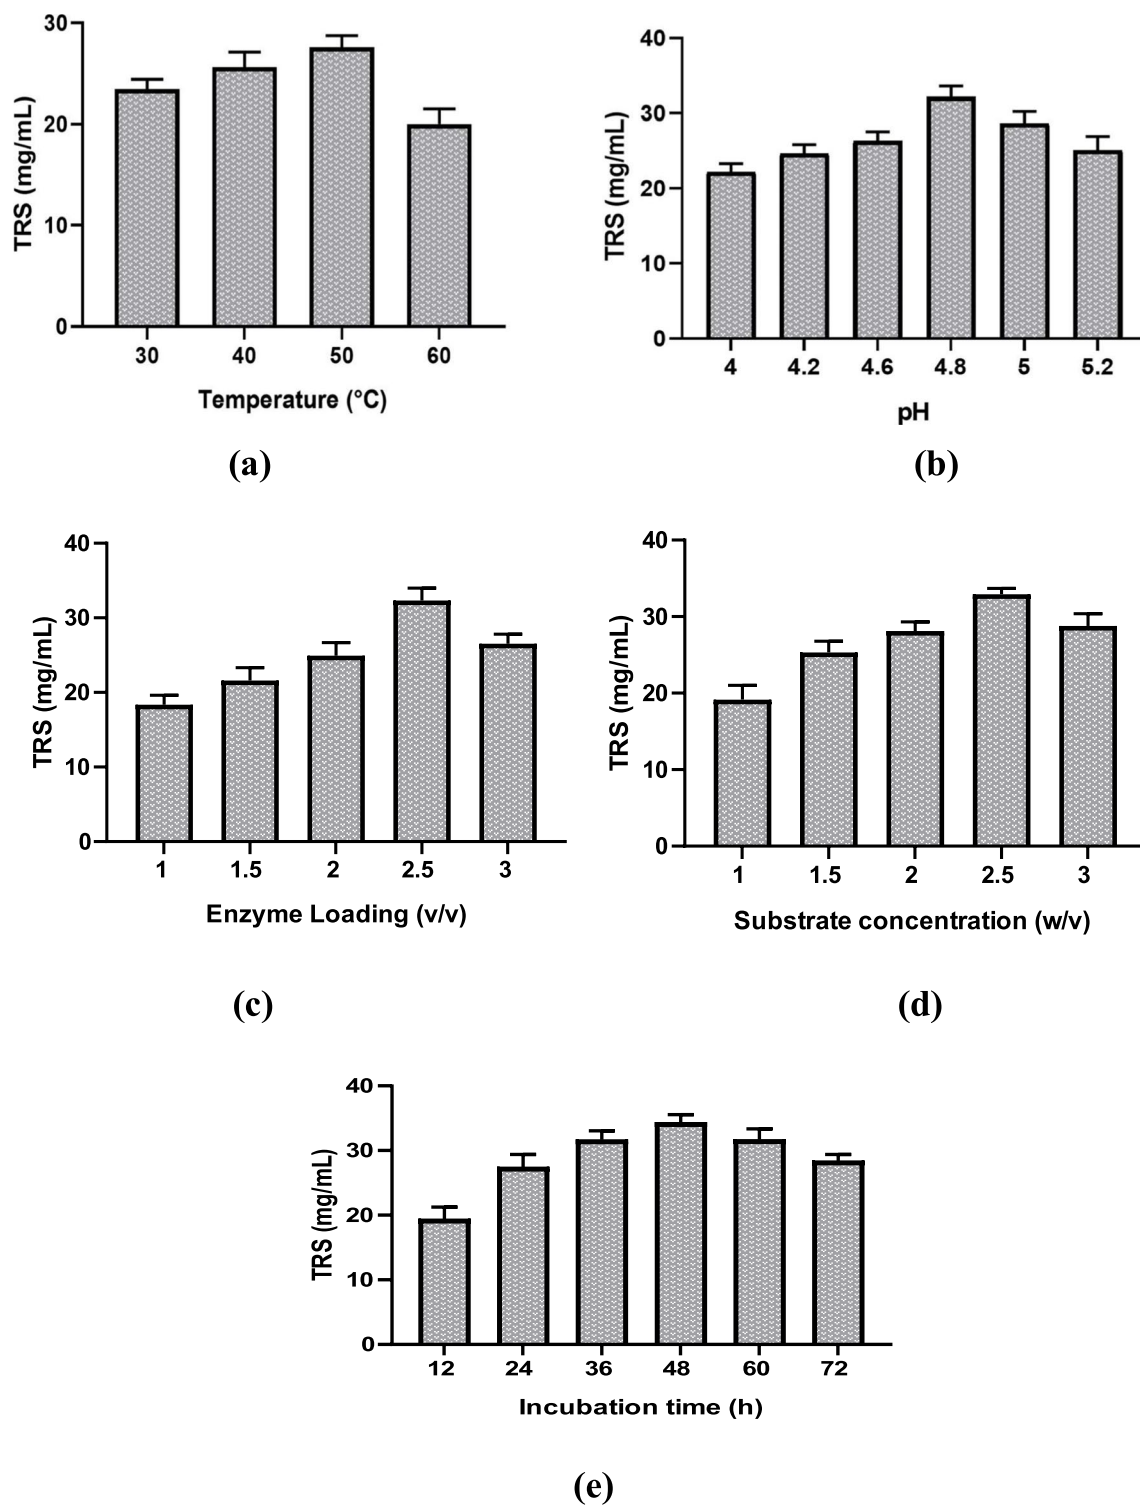 TRS (mg/mL)
30
20
10
0
30 40 50 60
Temperature (°C)
(a)
TRS (mg/mL)
40
30
20
10
0
4 4.2 4.6 4.8 5 5.2
pH
(b)
TRS (mg/mL)
40
30
20
10
0
1 1.5 2 2.5 3
Enzyme Loading (v/v)
(c)
TRS (mg/mL)
40
30
20
10
0
1 1.5 2 2.5 3
Substrate concentration (w/v)
(d)
TRS (mg/mL)
40
30
20
10
0
12 24 36 48 60 72
Incubation time (h)
(e)